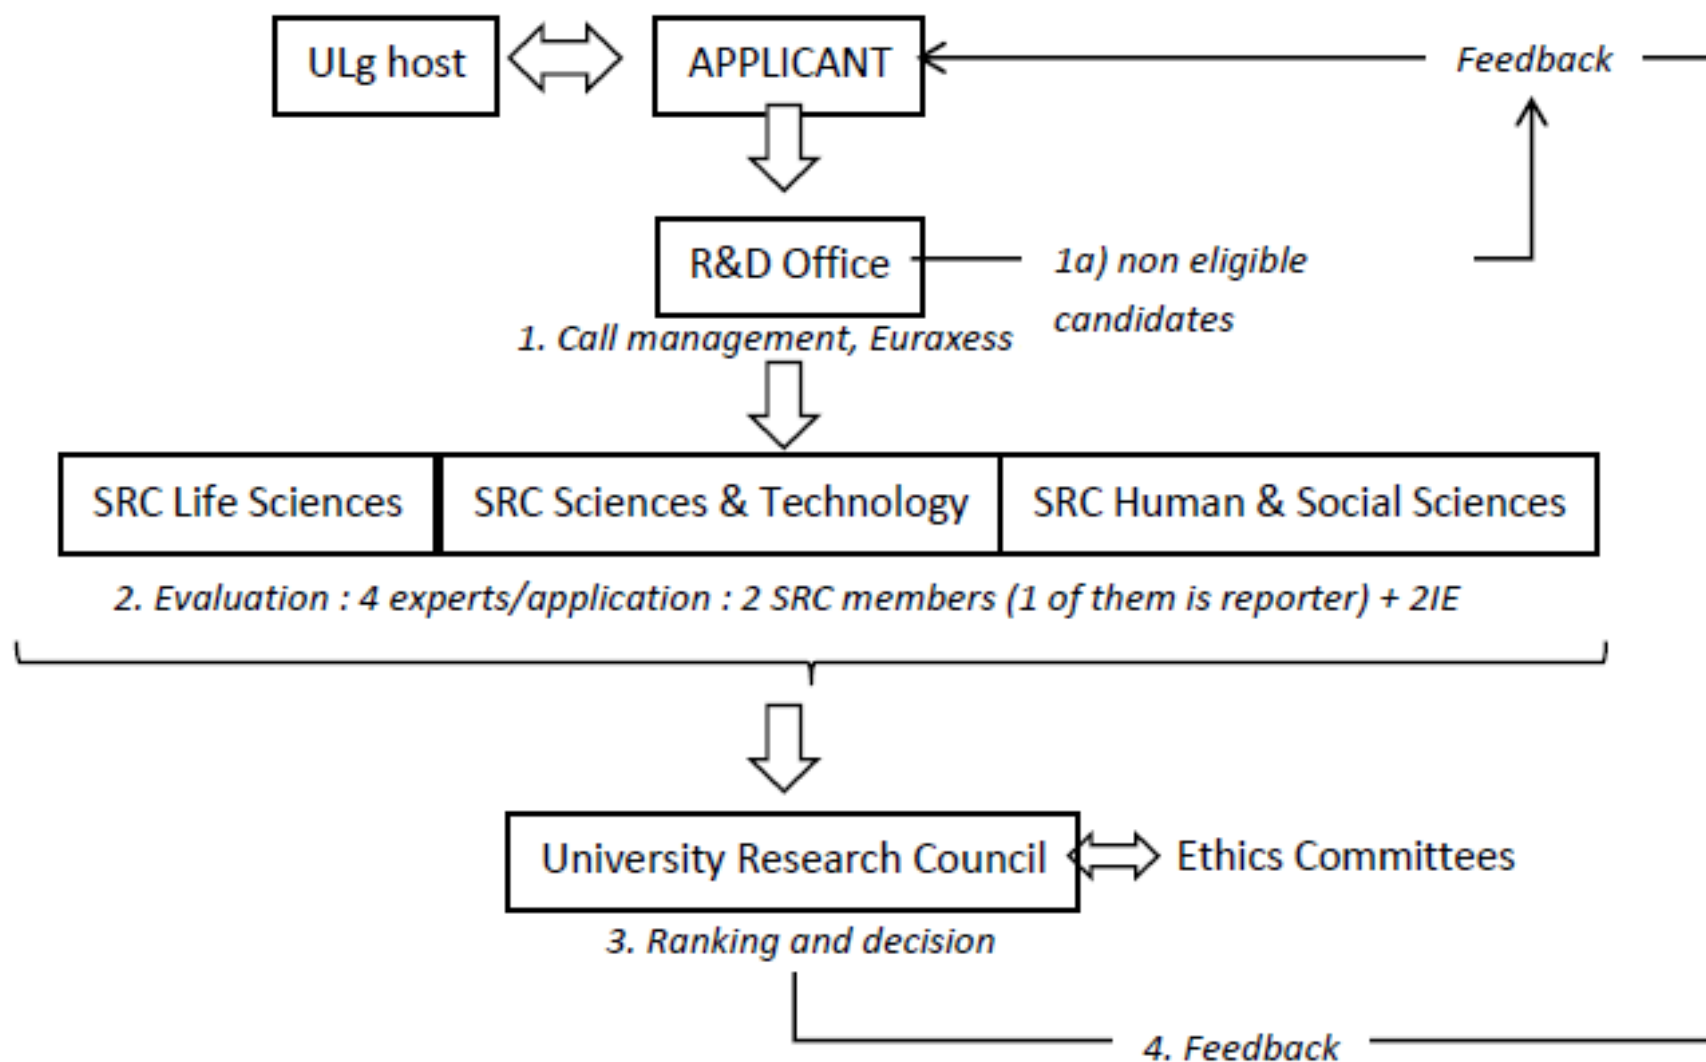 ULg host
APPLICANT
Feedback
R&D Office
1a) non eligible
candidates
1. Call management, Euraxess
SRC Life Sciences
SRC Sciences & Technology
SRC Human & Social Sciences
2. Evaluation : 4 experts/application : 2 SRC members (1 of them is reporter) + 2IE
University Research Council
Ethics Committees
3. Ranking and decision
4. Feedback